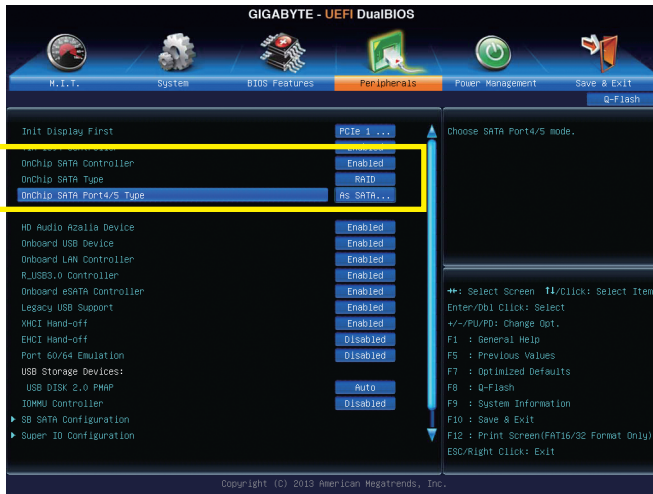 GIGABYTE - UEFI DualBIOS
M.I.T. System BIOS Features Peripherals Power Management Save & Exit
Q-Flash
Init Display First PCIe 1 ...
Enabled
OnChip SATA Controller Enabled
OnChip SATA Type RAID
OnChip SATA Port4/5 Type As SATA...
HD Audio Azalia Device Enabled
Onboard USB Device Enabled
Onboard LAN Controller Enabled
R_USB3.0 Controller Enabled
Onboard eSATA Controller Enabled
Legacy USB Support Enabled
XHCI Hand-off Enabled
EHCI Hand-off Disabled
Port 60/64 Emulation Disabled
USB Storage Devices:
USB DISK 2.0 PMAP Auto
IOMMU Controller Disabled
SB SATA Configuration
Super IO Configuration
Choose SATA Port4/5 mode.
↔: Select Screen ↑↓/Click: Select Item
Enter/Dbl Click: Select
+/-/PU/PD: Change Opt.
F1 : General Help
F5 : Previous Values
F7 : Optimized Defaults
F8 : Q-Flash
F9 : System Information
F10 : Save & Exit
F12 : Print Screen(FAT16/32 Format Only)
ESC/Right Click: Exit
Copyright (C) 2013 American Megatrends, Inc.